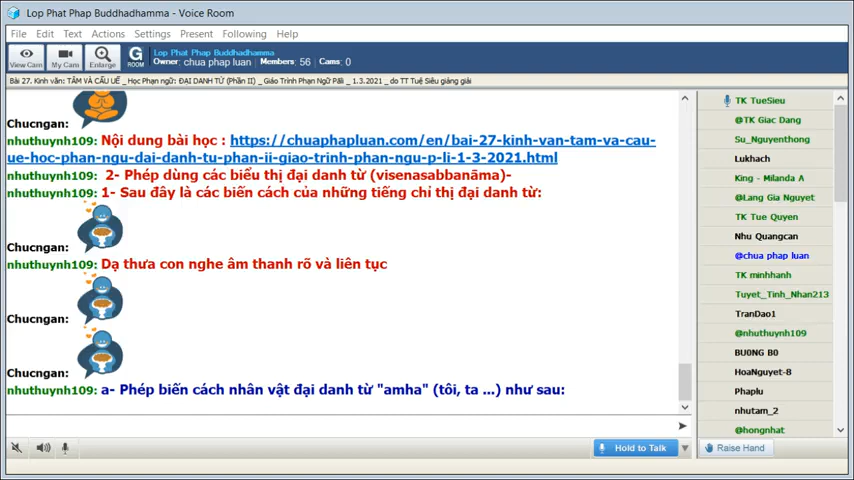 Lop Phat Phap Buddhadhamma - Voice Room
File Edit Text Actions Settings Present Following Help
View Cam My Cam Enlarge G ROOM
Lop Phat Phap Buddhadhamma
Owner: chua phap luan Members: 56 Cams: 0
Bài 27. Kinh văn: TÂM VÀ CẤU UẾ _ Học Phạn ngữ: ĐẠI DANH TỪ (Phần II) _ Giáo Trình Phạn Ngữ Pāli _ 1.3.2021 _ do TT Tuệ Siêu giảng giải
Chucngan:
nhuthuynh109: Nội dung bài học : https://chuaphapluan.com/en/bai-27-kinh-van-tam-va-cau-
ue-hoc-phan-ngu-dai-danh-tu-phan-ii-giao-trinh-phan-ngu-p-li-1-3-2021.html
nhuthuynh109: 2- Phép dùng các biểu thị đại danh từ (visenasabbanāma)-
nhuthuynh109: 1- Sau đây là các biến cách của những tiếng chỉ thị đại danh từ:
Chucngan:
nhuthuynh109: Dạ thưa con nghe âm thanh rõ và liên tục
Chucngan:
Chucngan:
nhuthuynh109: a- Phép biến cách nhân vật đại danh từ "amha" (tôi, ta ...) như sau:
Hold to Talk
TK TueSieu
@TK Giac Dang
Su_Nguyenthong
Lukhach
King - Milanda A
@Lang Gia Nguyet
TK Tue Quyen
Nhu Quangcan
@chua phap luan
TK minhhanh
Tuyet_Tinh_Nhan213
TranDao1
@nhuthuynh109
BU0NG B0
HoaNguyet-8
Phaplu
nhutam_2
@hongnhat
Raise Hand